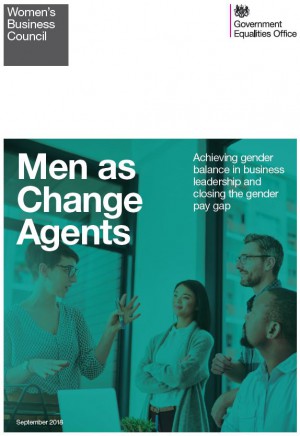 Women's
Business
Council
Government
Equalities Office
Men as
Change
Agents
Achieving gender
balance in business
leadership and
closing the gender
pay gap
September 2018